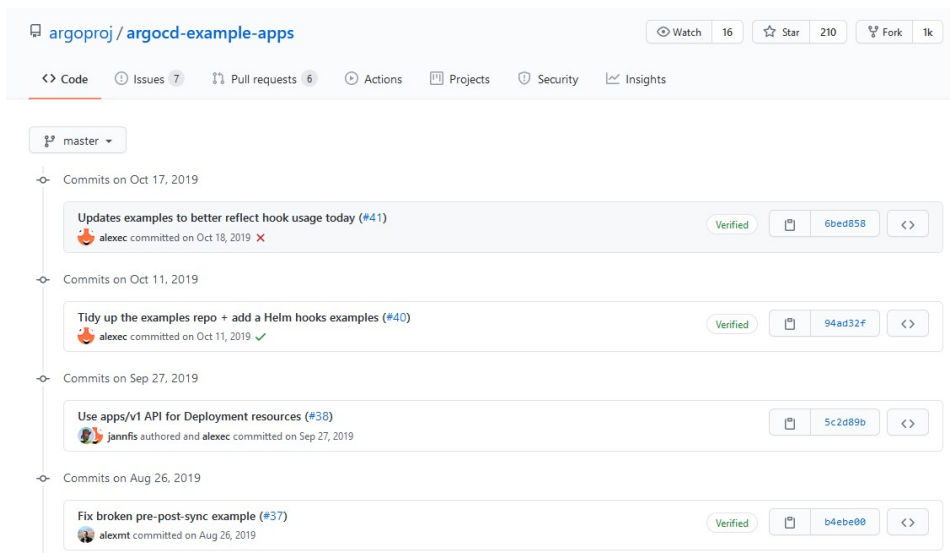 argoproj / argocd-example-apps
Watch 16 Star 210 Fork 1k
Code Issues 7 Pull requests 6 Actions Projects Security Insights
master
Commits on Oct 17, 2019
Updates examples to better reflect hook usage today (#41)
alexec committed on Oct 18, 2019
Verified 6bed858
Commits on Oct 11, 2019
Tidy up the examples repo + add a Helm hooks examples (#40)
alexec committed on Oct 11, 2019
Verified 94ad32f
Commits on Sep 27, 2019
Use apps/v1 API for Deployment resources (#38)
jannfis authored and alexec committed on Sep 27, 2019
5c2d89b
Commits on Aug 26, 2019
Fix broken pre-post-sync example (#37)
alexmt committed on Aug 26, 2019
Verified b4ebe00